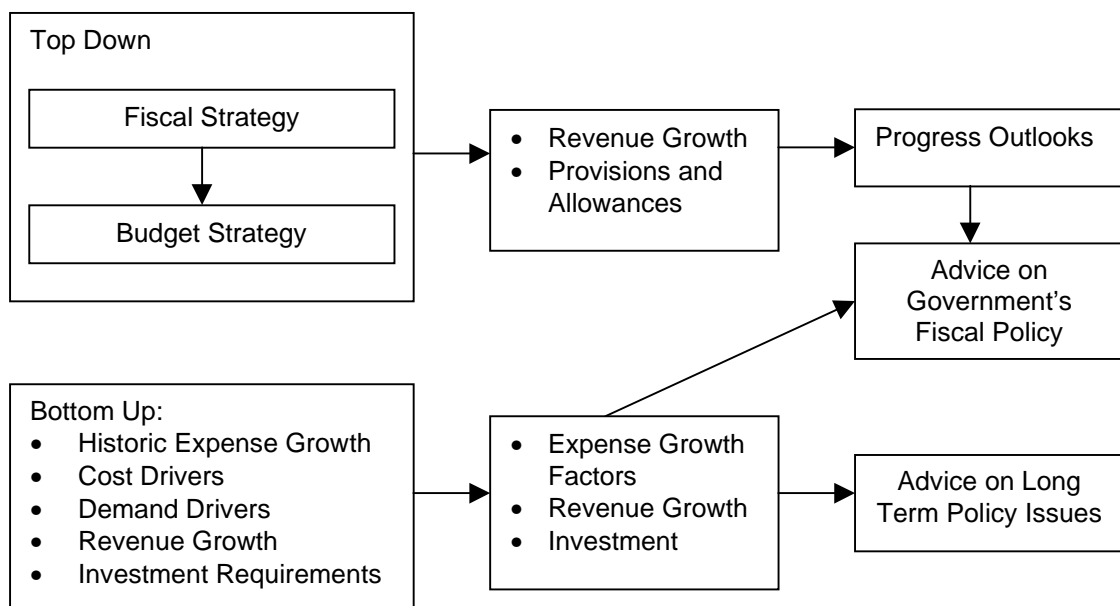 Top Down
Fiscal Strategy
Budget Strategy
• Revenue Growth
• Provisions and
Allowances
Progress Outlooks
Advice on
Government’s
Fiscal Policy
Bottom Up:
• Historic Expense Growth
• Cost Drivers
• Demand Drivers
• Revenue Growth
• Investment Requirements
• Expense Growth
Factors
• Revenue Growth
• Investment
Advice on Long
Term Policy Issues